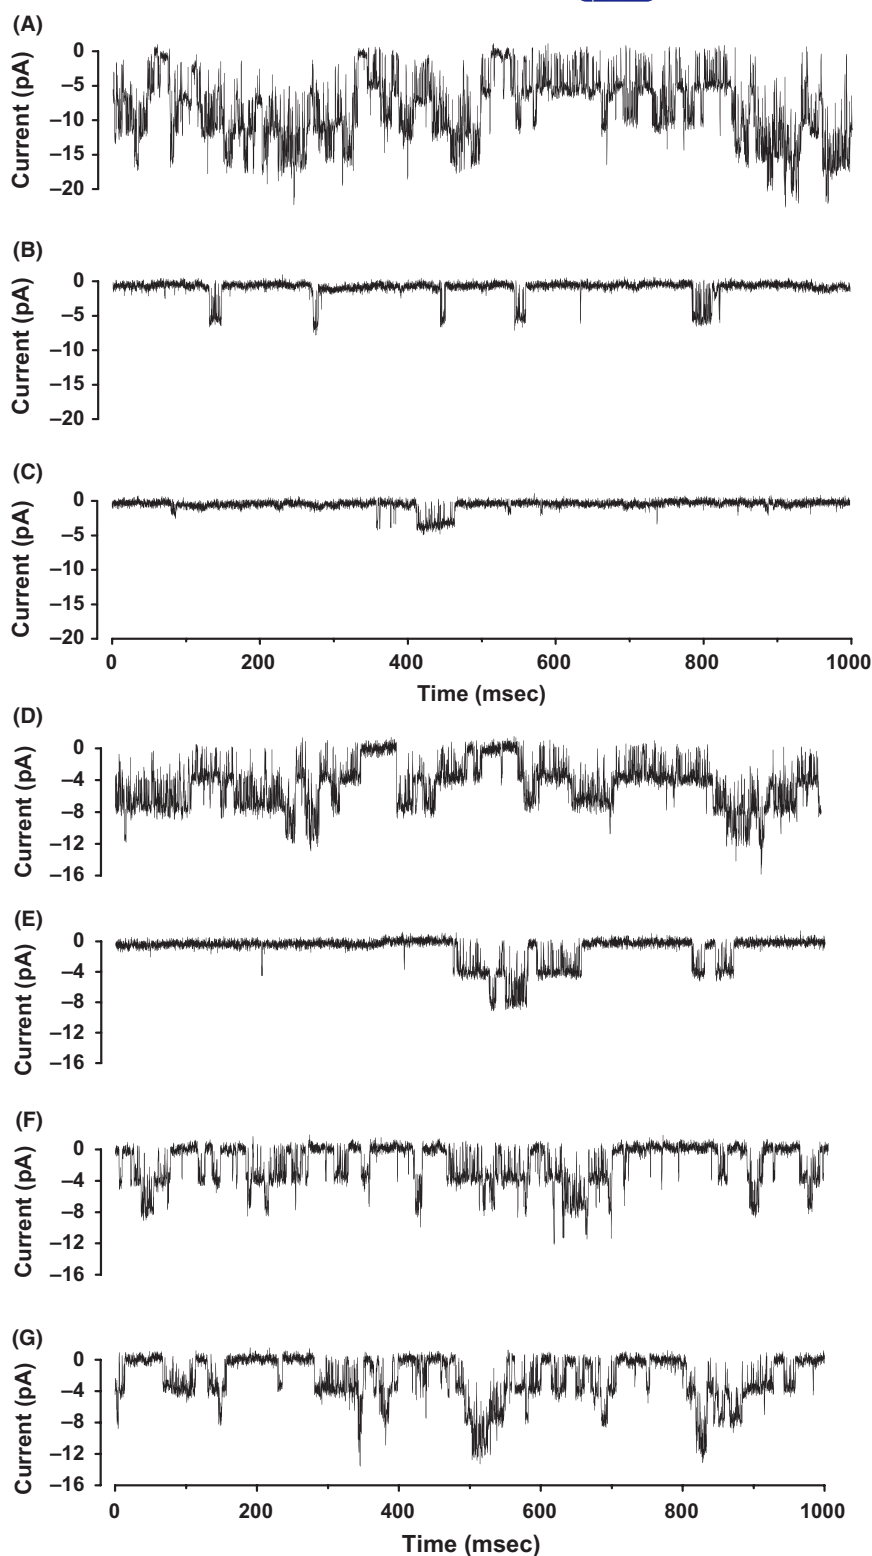 (A)
0
–5
–10
–15
–20
Current (pA)
(B)
0
–5
–10
–15
–20
Current (pA)
(C)
0
–5
–10
–15
–20
Current (pA)
0 200 400 600 800 1000
Time (msec)
(D)
0
–4
–8
–12
–16
Current (pA)
(E)
0
–4
–8
–12
–16
Current (pA)
(F)
0
–4
–8
–12
–16
Current (pA)
(G)
0
–4
–8
–12
–16
Current (pA)
0 200 400 600 800 1000
Time (msec)